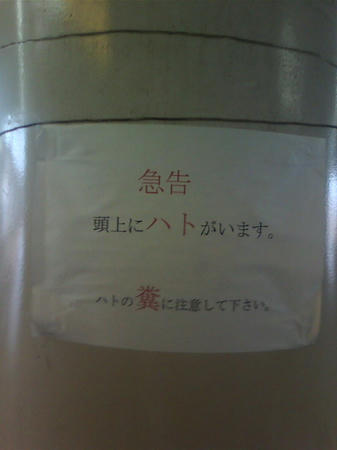 急告
頭上にハトがいます。
ハトの糞に注意して下さい。